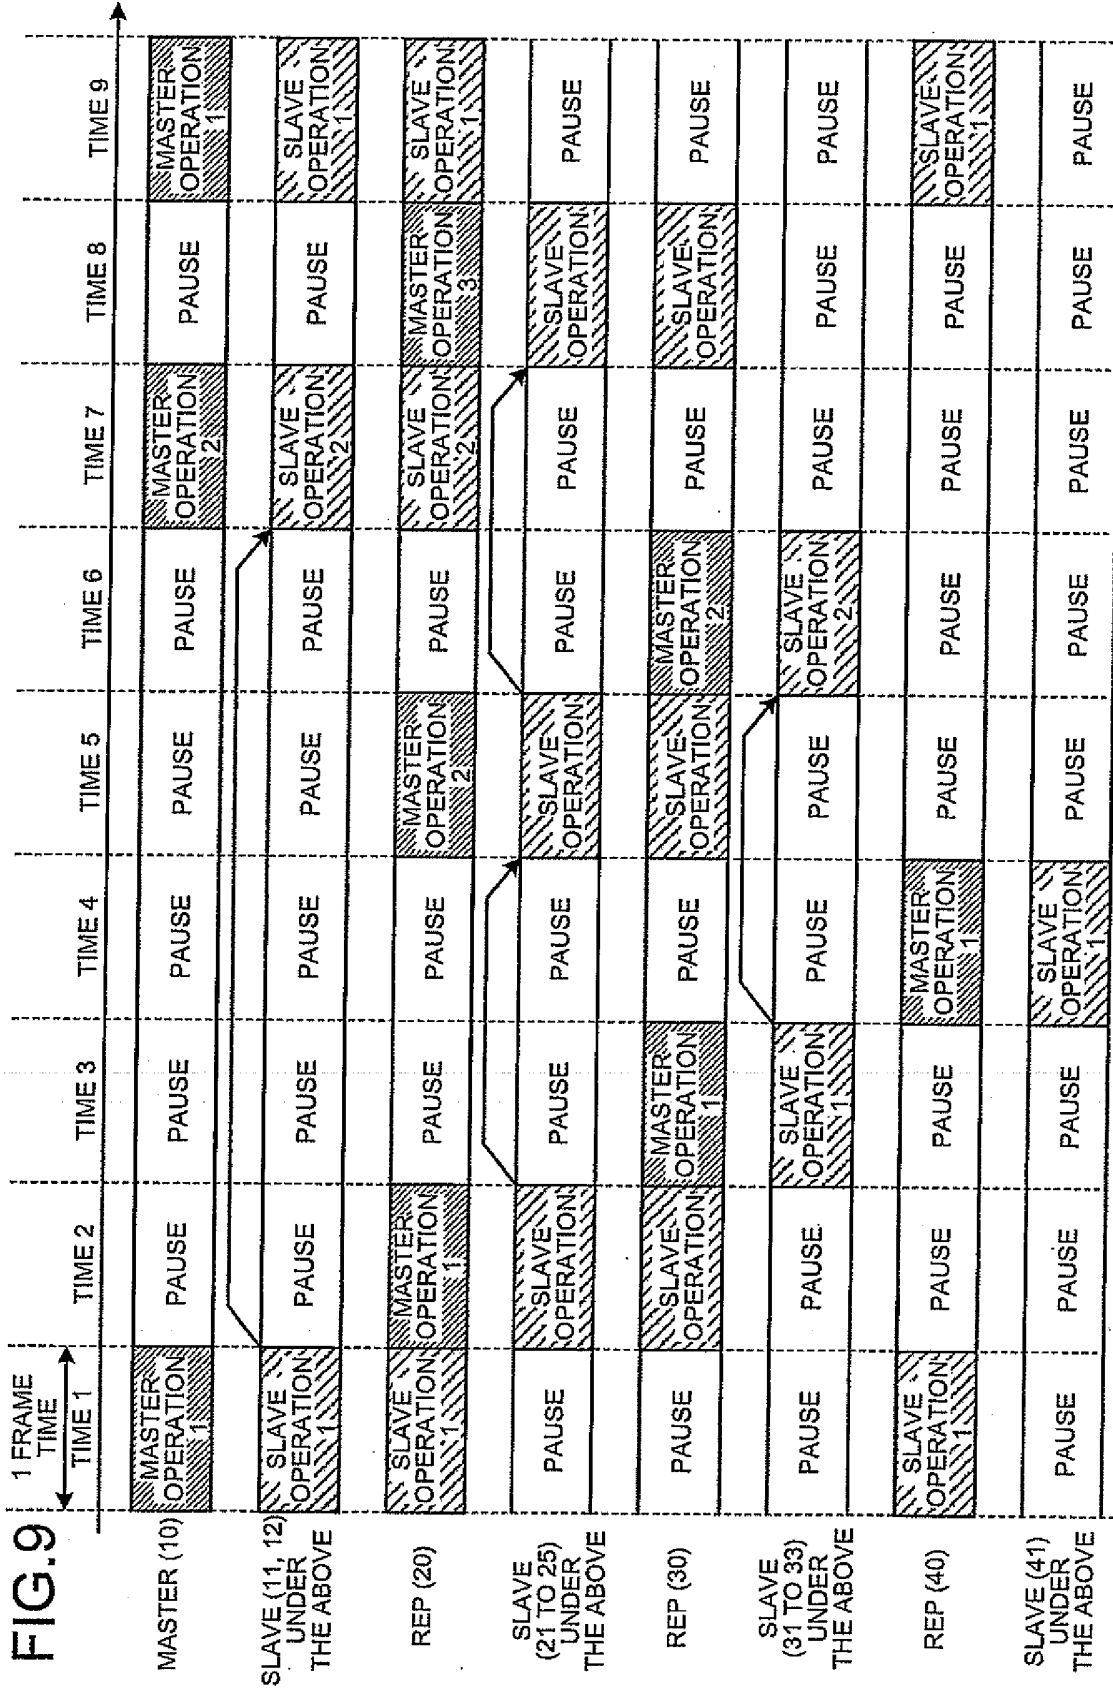 FIG.9
1 FRAME
TIME
TIME 1
TIME 2
TIME 3
TIME 4
TIME 5
TIME 6
TIME 7
TIME 8
TIME 9
MASTER (10)
MASTER
OPERATION
1
PAUSE
PAUSE
PAUSE
PAUSE
PAUSE
MASTER
OPERATION
2
PAUSE
MASTER
OPERATION
1
SLAVE (11, 12)
UNDER
THE ABOVE
SLAVE
OPERATION
1
PAUSE
PAUSE
PAUSE
PAUSE
PAUSE
SLAVE
OPERATION
2
PAUSE
SLAVE
OPERATION
1
REP (20)
SLAVE
OPERATION
1
MASTER
OPERATION
1
PAUSE
PAUSE
MASTER
OPERATION
2
PAUSE
SLAVE
OPERATION
2
MASTER
OPERATION
3
SLAVE
OPERATION
1
SLAVE
(21 TO 25)
UNDER
THE ABOVE
PAUSE
SLAVE
OPERATION
PAUSE
PAUSE
SLAVE
OPERATION
PAUSE
PAUSE
SLAVE
OPERATION
PAUSE
REP (30)
PAUSE
SLAVE
OPERATION
MASTER
OPERATION
1
PAUSE
SLAVE
OPERATION
MASTER
OPERATION
2
PAUSE
SLAVE
OPERATION
PAUSE
SLAVE
(31 TO 33)
UNDER
THE ABOVE
PAUSE
PAUSE
SLAVE
OPERATION
1
PAUSE
PAUSE
SLAVE
OPERATION
2
PAUSE
PAUSE
PAUSE
REP (40)
SLAVE
OPERATION
1
PAUSE
PAUSE
MASTER
OPERATION
1
PAUSE
PAUSE
PAUSE
PAUSE
SLAVE
OPERATION
1
SLAVE (41)
UNDER
THE ABOVE
PAUSE
PAUSE
PAUSE
SLAVE
OPERATION
1
PAUSE
PAUSE
PAUSE
PAUSE
PAUSE